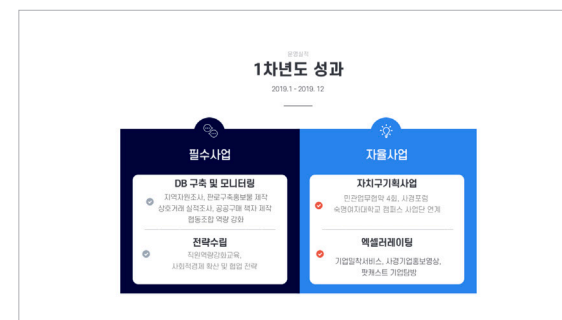 운영실적
1차년도 성과
2019.1 - 2019. 12
필수사업
자율사업
DB 구축 및 모니터링
지역자원조사, 판로구축홍보물 제작
상호거래 실적조사, 공공구매 책자 제작
협동조합 역량 강화
전략수립
직원역량강화교육,
사회적경제 확산 및 협업 전략
자치구기획사업
민관업무협약 4회, 사경포럼
숙명여자대학교 캠퍼스 사업단 연계
엑셀러레이팅
기업밀착서비스, 사경기업홍보영상,
팟캐스트 기업탐방